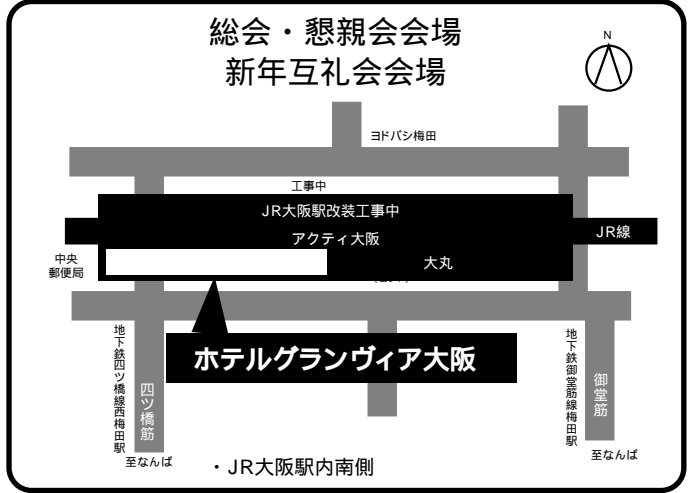 総会・懇親会会場
新年互礼会会場
N
ヨドバシ梅田
工事中
JR大阪駅改装工事中
アクティ大阪
JR線
中央
郵便局
大丸
ホテルグランヴィア大阪
地下鉄四ツ橋線西梅田駅
四ツ橋筋
地下鉄御堂筋線梅田駅
御堂筋
至なんば
至なんば
・JR大阪駅内南側